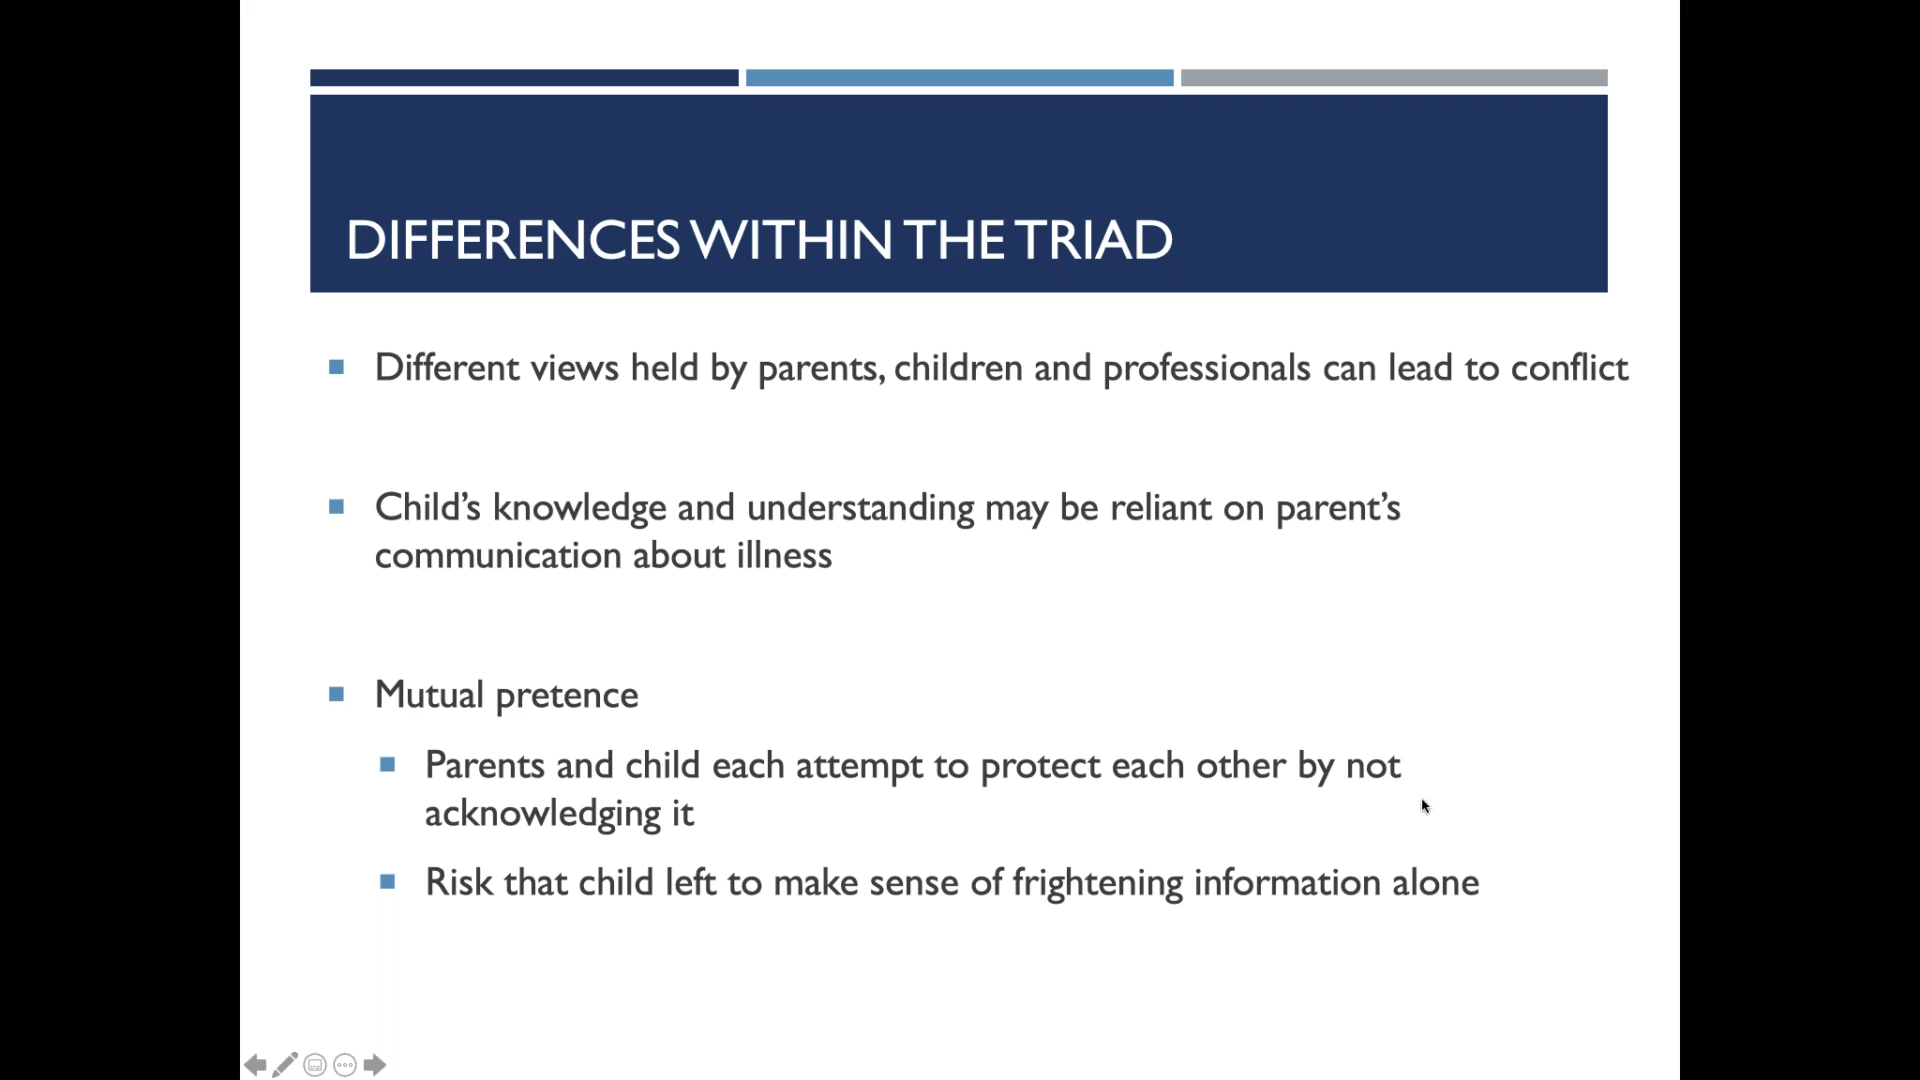 DIFFERENCES WITHIN THE TRIAD
Different views held by parents, children and professionals can lead to conflict
Child’s knowledge and understanding may be reliant on parent’s
communication about illness
Mutual pretence
Parents and child each attempt to protect each other by not
acknowledging it
Risk that child left to make sense of frightening information alone